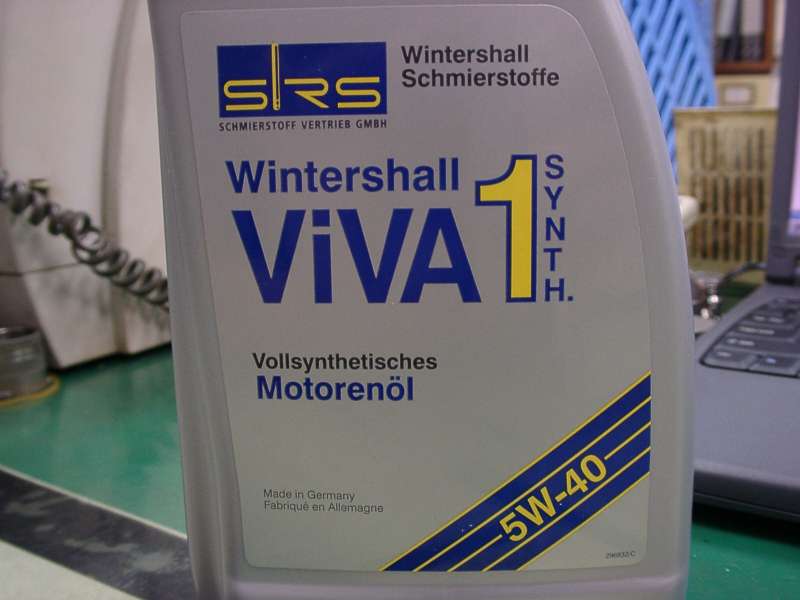 SRS
SCHMIERSTOFF VERTRIEB GMBH
Wintershall
Schmierstoffe
Wintershall
ViVA 1
SYNTH.
Vollsynthetisches
Motorenöl
Made in Germany
Fabriqué en Allemagne
5W-40